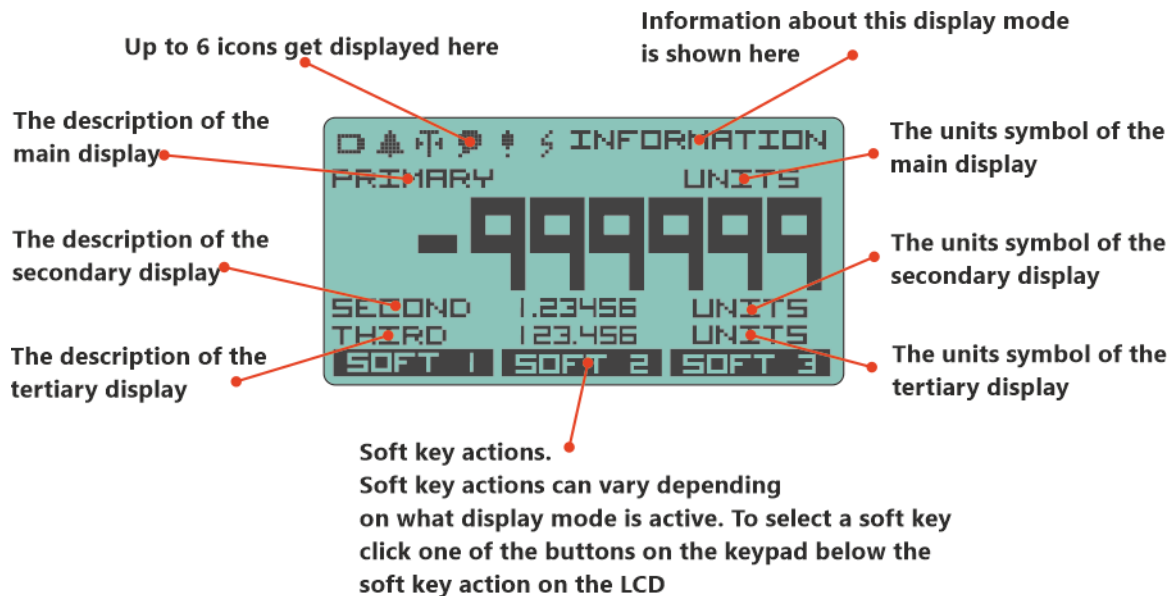 Information about this display mode
is shown here
Up to 6 icons get displayed here
The description of the
main display
INFORMATION
PRIMARY UNITS
-999999
SECOND 1.23456 UNITS
THIRD 123.456 UNITS
SOFT 1 SOFT 2 SOFT 3
The units symbol of the
main display
The description of the
secondary display
The units symbol of the
secondary display
The description of the
tertiary display
The units symbol of the
tertiary display
Soft key actions.
Soft key actions can vary depending
on what display mode is active. To select a soft key
click one of the buttons on the keypad below the
soft key action on the LCD